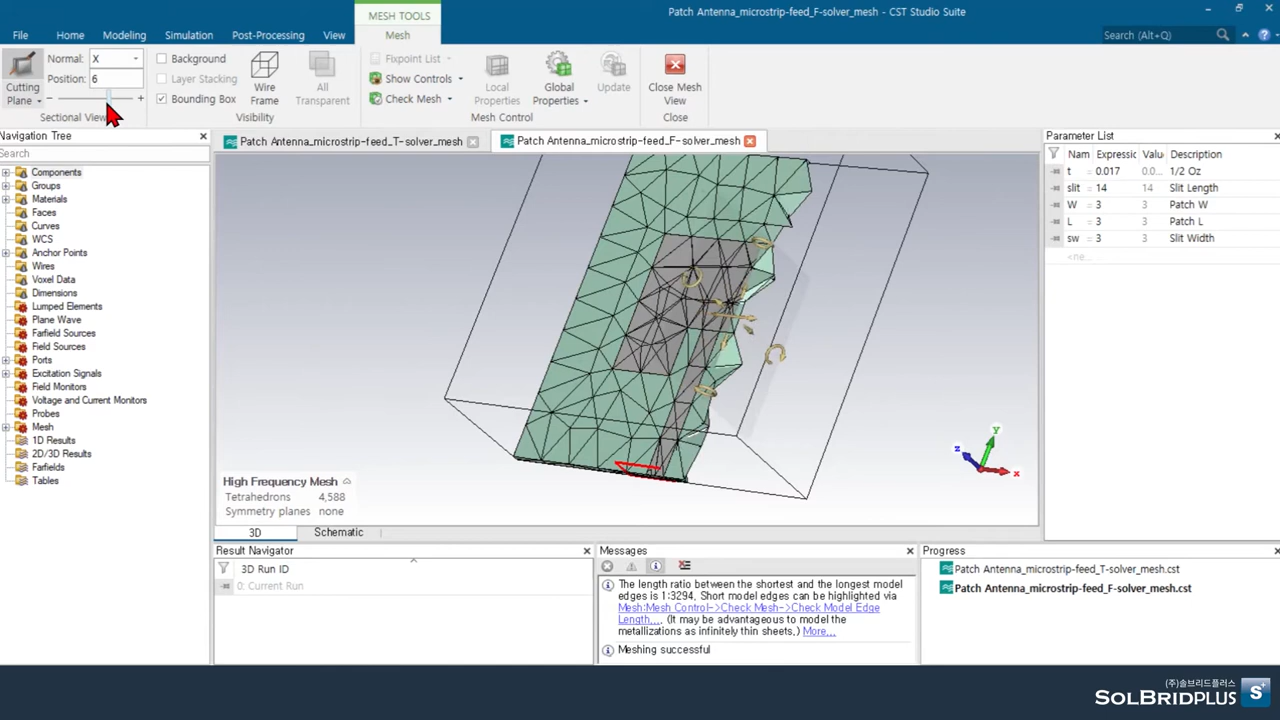 MESH TOOLS
Patch Antenna_microstrip-feed_F-solver_mesh - CST Studio Suite
File
Home
Modeling
Simulation
Post-Processing
View
Mesh
Search (Alt+Q)
Cutting Plane
Normal: X
Position: 6
Sectional View
Background
Layer Stacking
Bounding Box
Wire Frame
All Transparent
Visibility
Fixpoint List
Show Controls
Check Mesh
Local Properties
Global Properties
Update
Mesh Control
Close Mesh View
Close
Navigation Tree
Search
Components
Groups
Materials
Faces
Curves
WCS
Anchor Points
Wires
Voxel Data
Dimensions
Lumped Elements
Plane Wave
Farfield Sources
Field Sources
Ports
Excitation Signals
Field Monitors
Voltage and Current Monitors
Probes
Mesh
1D Results
2D/3D Results
Farfields
Tables
Patch Antenna_microstrip-feed_T-solver_mesh
Patch Antenna_microstrip-feed_F-solver_mesh
High Frequency Mesh
Tetrahedrons 4,588
Symmetry planes none
Y
z
x
3D
Schematic
Parameter List
Nam Expressic Valu Description
t = 0.017 0.0... 1/2 Oz
slit = 14 14 Slit Length
W = 3 3 Patch W
L = 3 3 Patch L
sw = 3 3 Slit Width
<ne...
Result Navigator
3D Run ID
0: Current Run
Messages
The length ratio between the shortest and the longest model
edges is 1:3294. Short model edges can be highlighted via
Mesh:Mesh Control->Check Mesh->Check Model Edge
Length.... (It may be advantageous to model the
metallizations as infinitely thin sheets.) More...
Meshing successful
Progress
Patch Antenna_microstrip-feed_T-solver_mesh.cst
Patch Antenna_microstrip-feed_F-solver_mesh.cst
(주)솔브리드플러스
SOLBRIDPLUS
S+